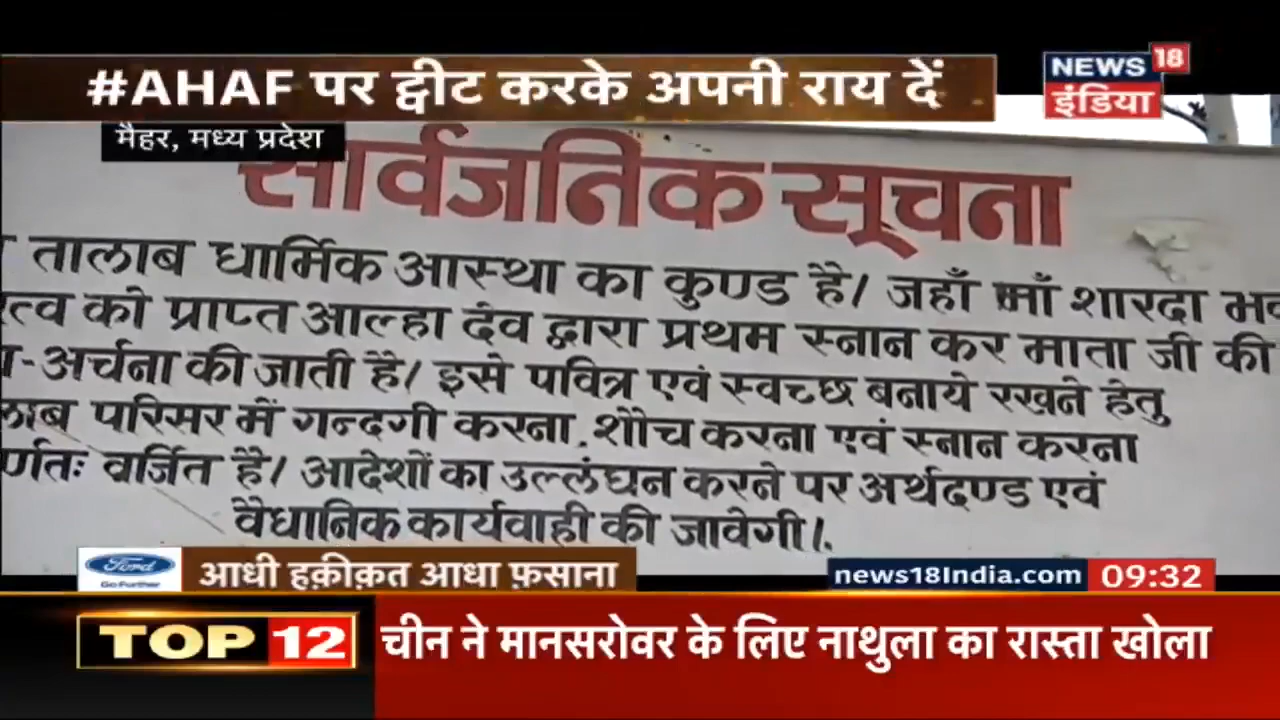 #AHAF पर ट्वीट करके अपनी राय दें
NEWS 18
इंडिया
मैहर, मध्य प्रदेश
सार्वजनिक सूचना
तालाब धार्मिक आस्था का कुण्ड है। जहाँ माँ शारदा
को प्राप्त आल्हा देव द्वारा प्रथम स्नान कर माता जी की
-अर्चना की जाती है। इसे पवित्र एवं स्वच्छ बनाये रखने हेतु
परिसर में गन्दगी करना, शौच करना एवं स्नान करना
वर्जित है। आदेशों का उल्लंघन करने पर अर्थदण्ड एवं
वैधानिक कार्यवाही की जावेगी।
Ford
Go Further
आधी हक़ीक़त आधा फ़साना
news18India.com 09:32
TOP 12 चीन ने मानसरोवर के लिए नाथुला का रास्ता खोला